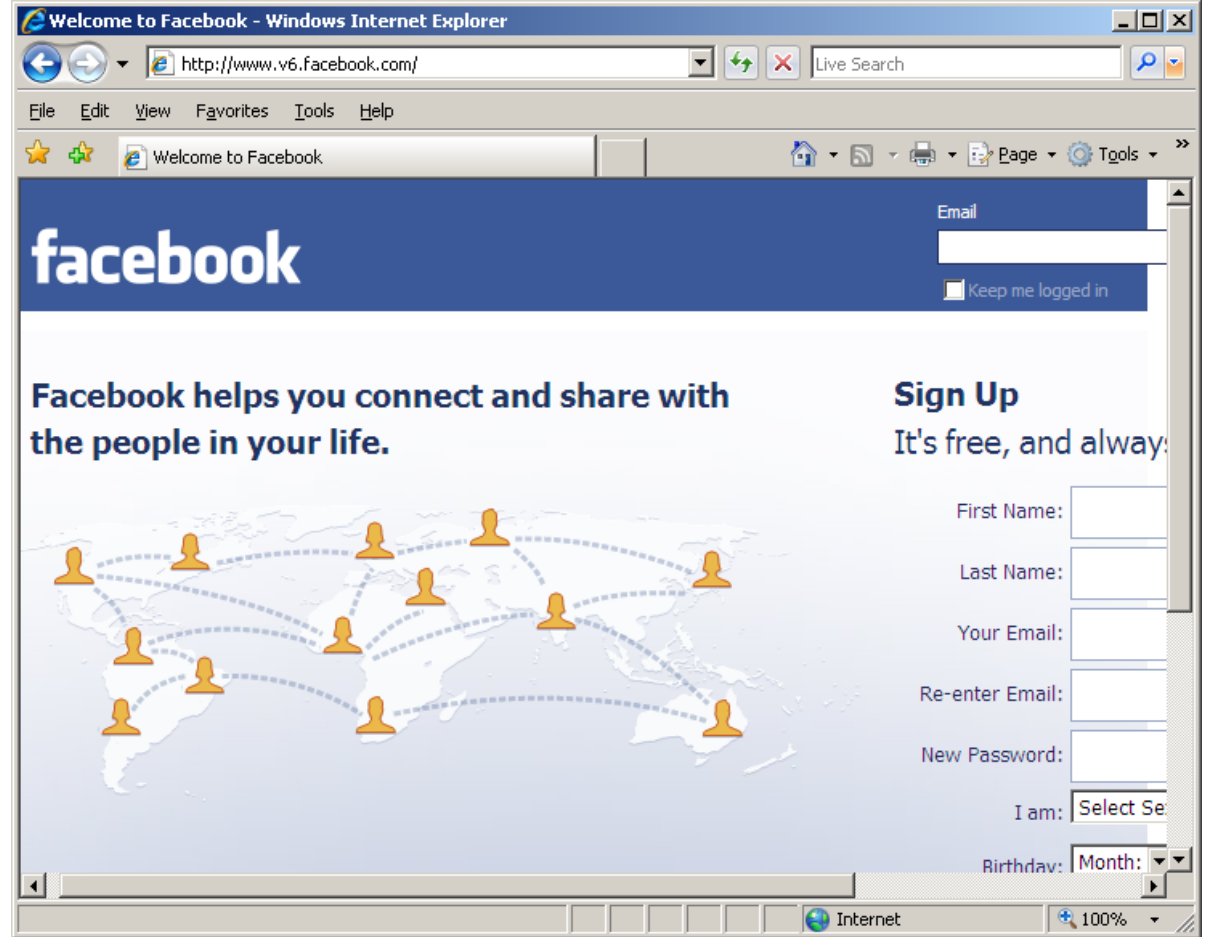 Welcome to Facebook - Windows Internet Explorer
http://www.v6.facebook.com/
Live Search
File Edit View Favorites Tools Help
Welcome to Facebook
Page Tools »
facebook
Email
Keep me logged in
Facebook helps you connect and share with
the people in your life.
Sign Up
It's free, and always
First Name:
Last Name:
Your Email:
Re-enter Email:
New Password:
I am: Select Sex
Birthday: Month:
Internet 100%